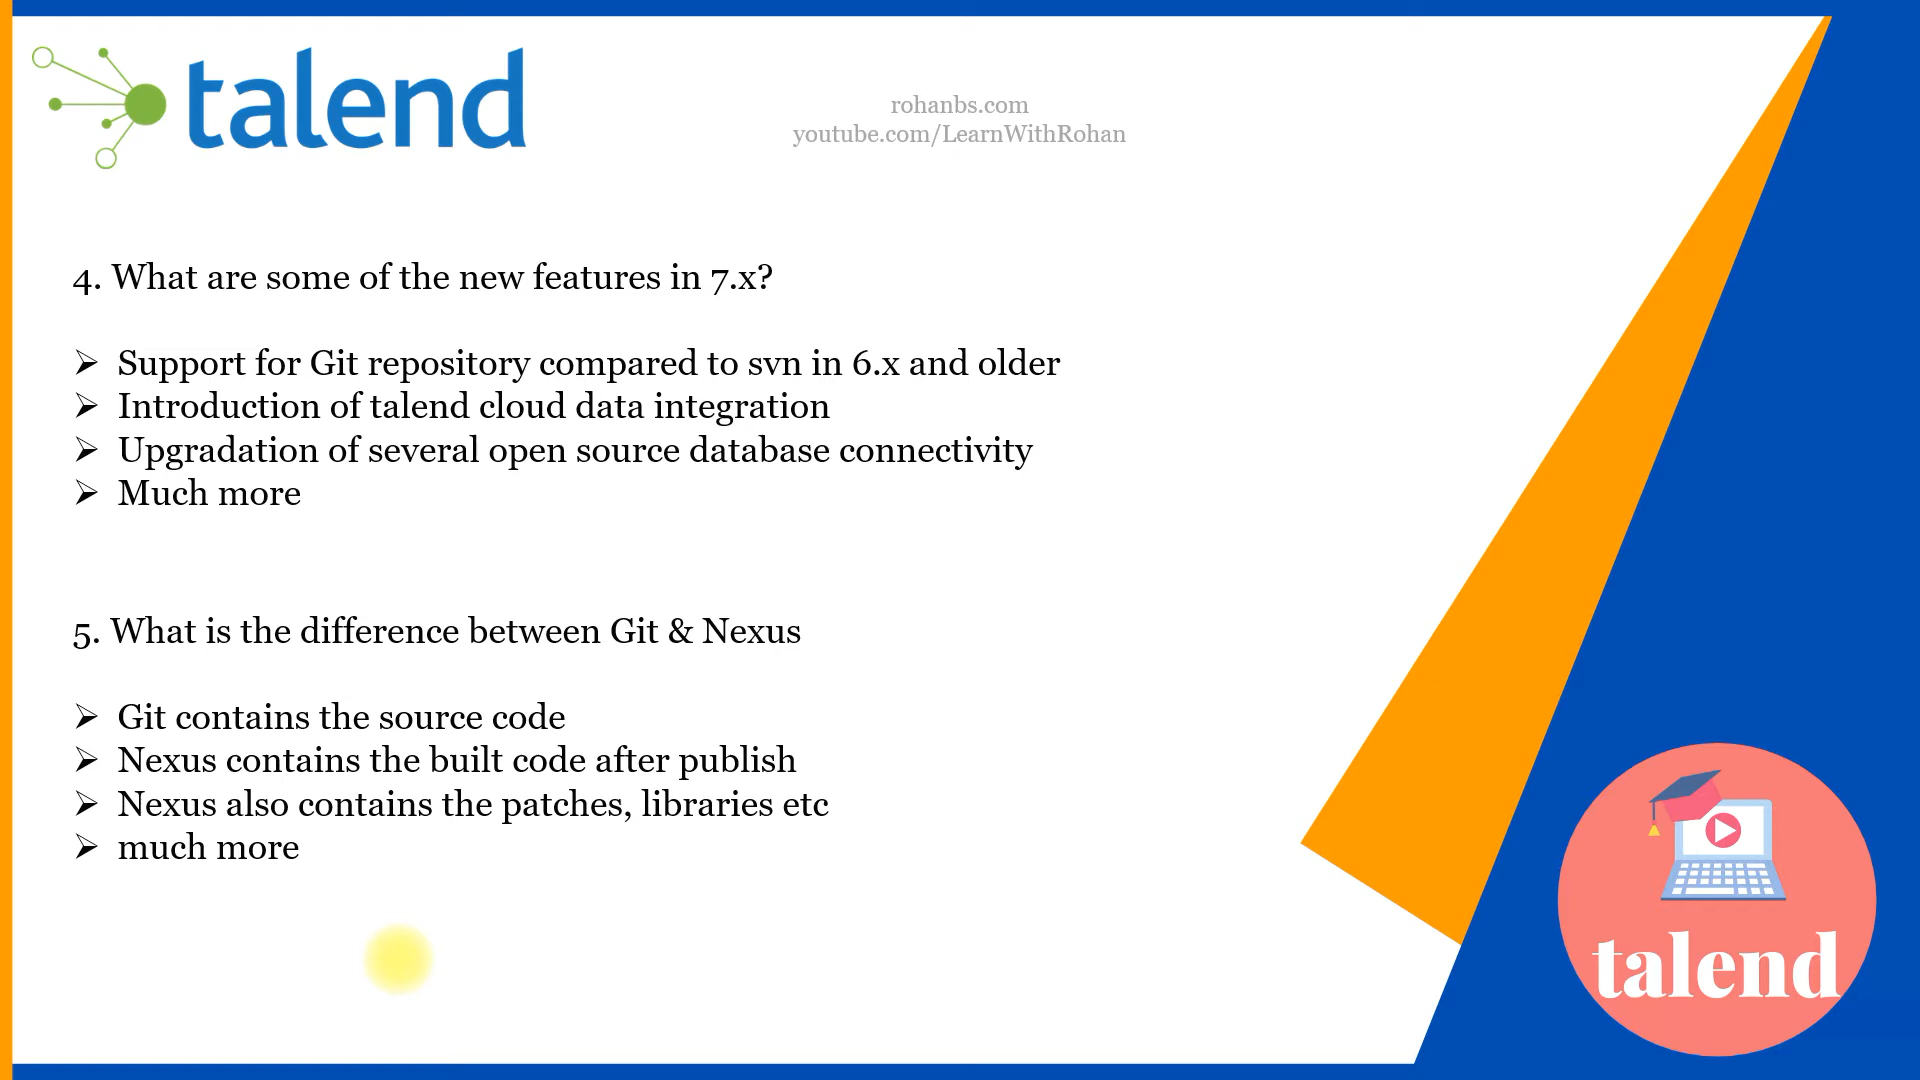 talend
rohanbs.com
youtube.com/LearnWithRohan
4. What are some of the new features in 7.x?
➢ Support for Git repository compared to svn in 6.x and older
➢ Introduction of talend cloud data integration
➢ Upgradation of several open source database connectivity
➢ Much more
5. What is the difference between Git & Nexus
➢ Git contains the source code
➢ Nexus contains the built code after publish
➢ Nexus also contains the patches, libraries etc
➢ much more
talend